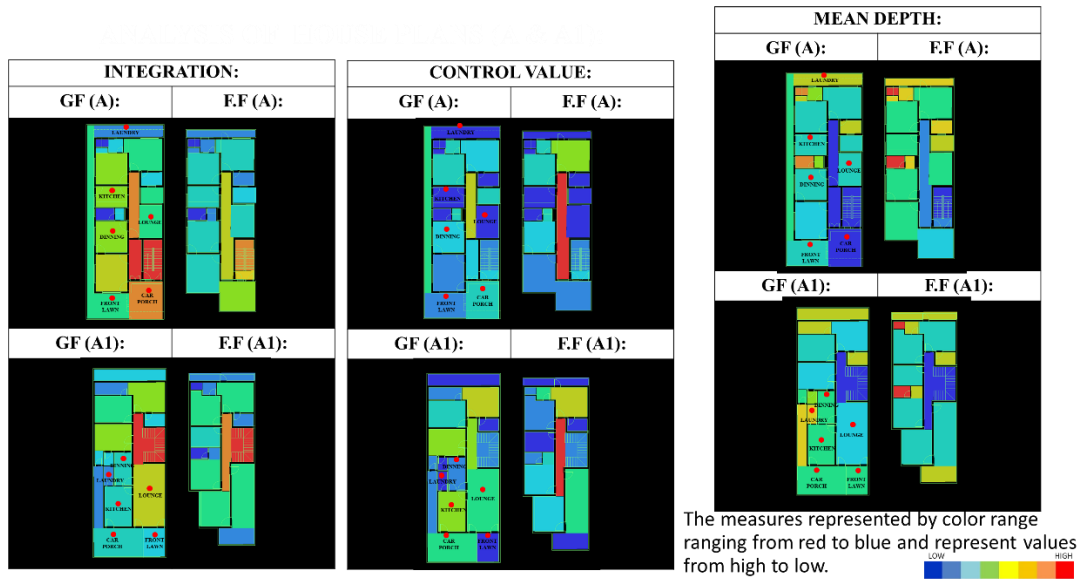 INTEGRATION:
GF (A): F.F (A):
LAUNDRY
KITCHEN
LOUNGE
DINNING
FRONT LAWN
CAR PORCH
GF (A1): F.F (A1):
DINNING
LAUNDRY
LOUNGE
KITCHEN
CAR PORCH
FRONT LAWN
CONTROL VALUE:
GF (A): F.F (A):
LAUNDRY
KITCHEN
LOUNGE
DINNING
FRONT LAWN
CAR PORCH
GF (A1): F.F (A1):
DINNING
LAUNDRY
LOUNGE
KITCHEN
CAR PORCH
FRONT LAWN
MEAN DEPTH:
GF (A): F.F (A):
LAUNDRY
KITCHEN
LOUNGE
DINNING
FRONT LAWN
CAR PORCH
GF (A1): F.F (A1):
DINNING
LAUNDRY
LOUNGE
KITCHEN
CAR PORCH
FRONT LAWN
The measures represented by color range
ranging from red to blue and represent values
from high to low.
LOW HIGH